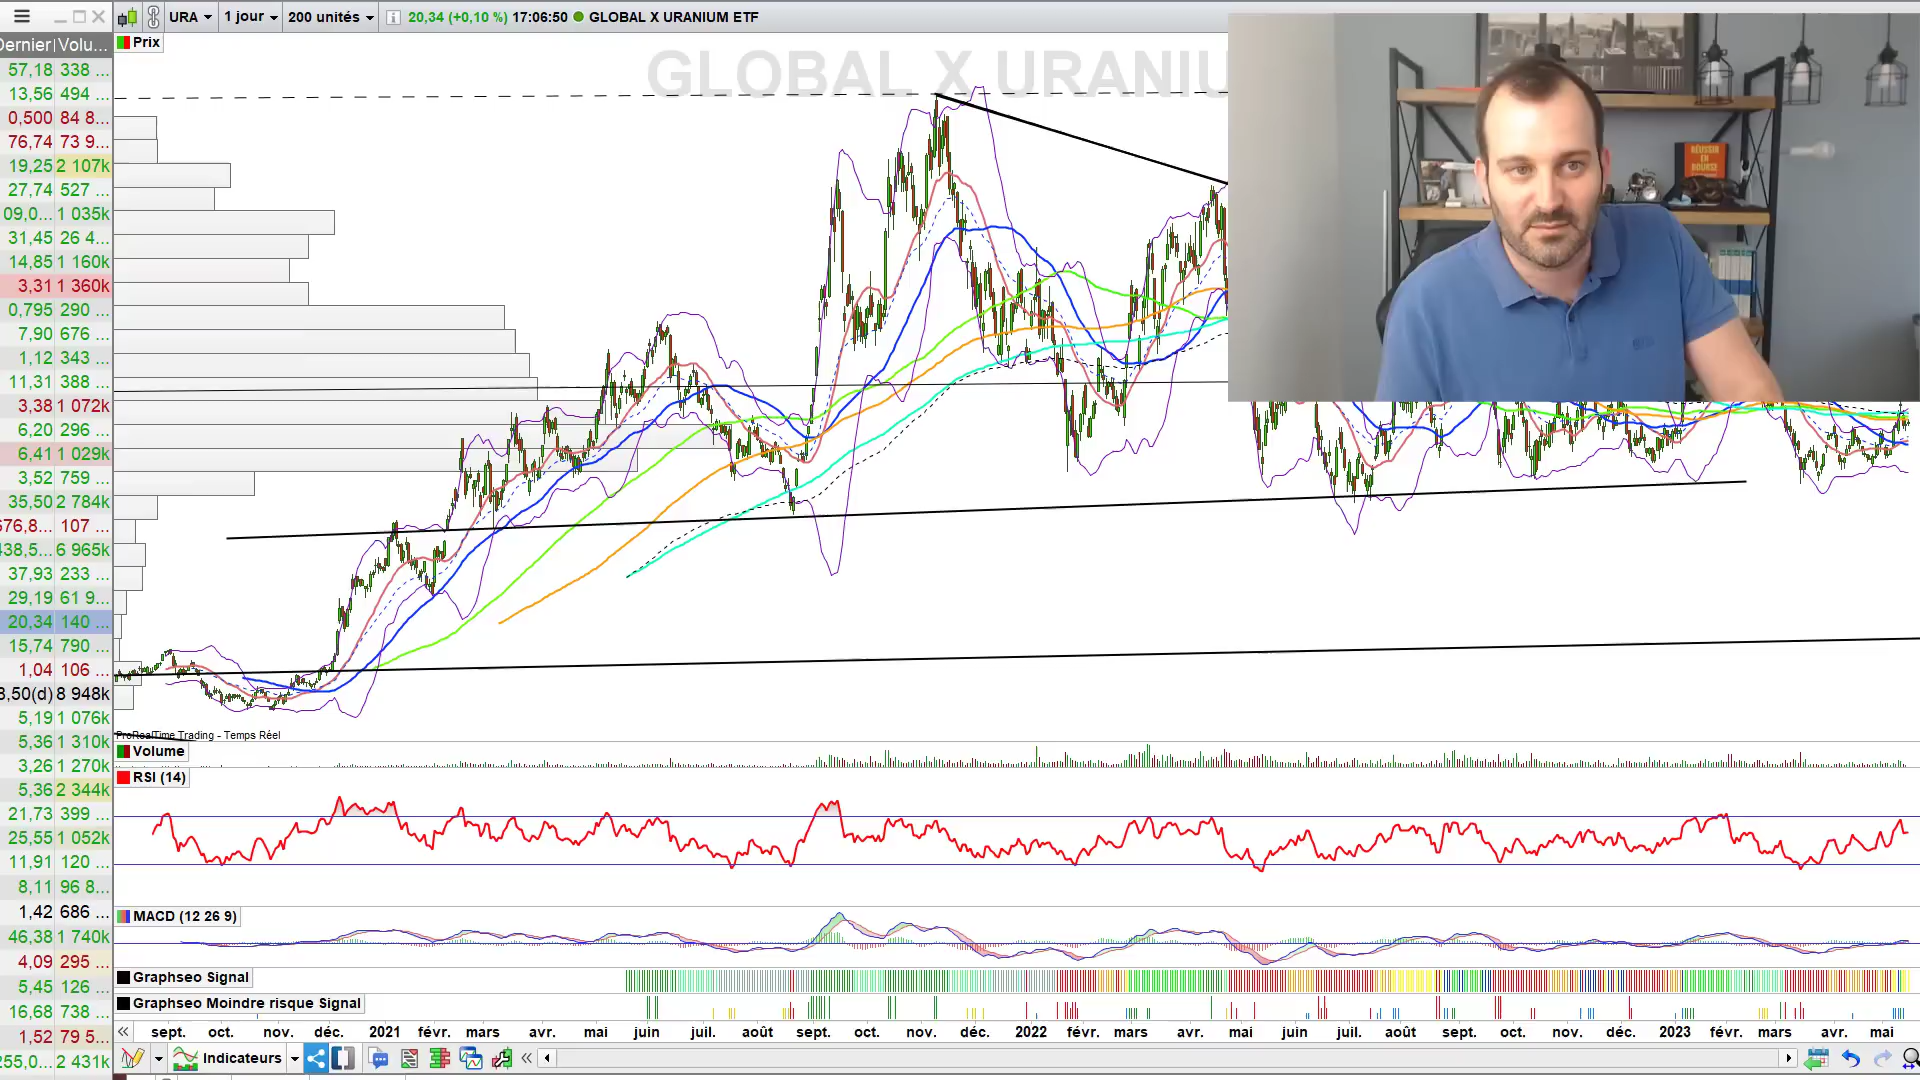 URA 1 jour 200 unités 20,34 (+0,10 %) 17:06:50 GLOBAL X URANIUM ETF
Dernier Volu...
Prix
GLOBAL X URANIU
57,18 338 ...
13,56 494 ...
0,500 84 8...
76,74 73 9...
19,25 2 107k
27,74 527 ...
09,0... 1 035k
31,45 26 4...
14,85 1 160k
3,31 1 360k
0,795 290 ...
7,90 676 ...
1,12 343 ...
11,31 388 ...
3,38 1 072k
6,20 296 ...
6,41 1 029k
3,52 759 ...
35,50 2 784k
676,8... 107 ...
438,5... 6 965k
37,93 233 ...
29,19 61 9...
20,34 140 ...
15,74 790 ...
1,04 106 ...
8,50(d) 8 948k
5,19 1 076k
5,36 1 310k
3,26 1 270k
5,36 2 344k
21,73 399 ...
25,55 1 052k
11,91 120 ...
8,11 96 8...
1,42 686 ...
46,38 1 740k
4,09 295 ...
5,45 126 ...
16,68 738 ...
1,52 79 5...
255,0... 2 431k
RÉUSSIR
EN
BOURSE
ProRealTime Trading - Temps Réel
Volume
RSI (14)
MACD (12 26 9)
Graphseo Signal
Graphseo Moindre risque Signal
sept. oct. nov. déc. 2021 févr. mars avr. mai juin juil. août sept. oct. nov. déc. 2022 févr. mars avr. mai juin juil. août sept. oct. nov. déc. 2023 févr. mars avr. mai
Indicateurs